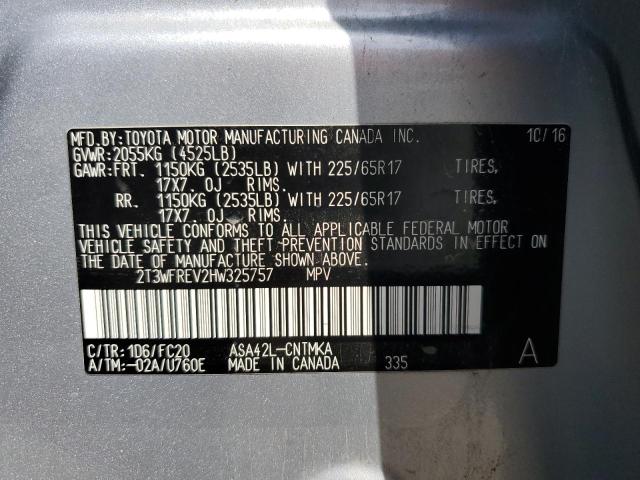 MFD.BY:TOYOTA MOTOR MANUFACTURING CANADA INC. 10/16
GVWR:2055KG (4525LB)
GAWR:FRT. 1150KG (2535LB) WITH 225/65R17 TIRES,
17X7. OJ RIMS.
RR. 1150KG (2535LB) WITH 225/65R17 TIRES,
17X7. OJ RIMS.
THIS VEHICLE CONFORMS TO ALL APPLICABLE FEDERAL MOTOR
VEHICLE SAFETY AND THEFT PREVENTION STANDARDS IN EFFECT ON
THE DATE OF MANUFACTURE SHOWN ABOVE.
2T3WFREV2HW325757 MPV
C/TR:1D6/FC20 ASA42L-CNTMKA
A/TM:-02A/U760E MADE IN CANADA 335 A